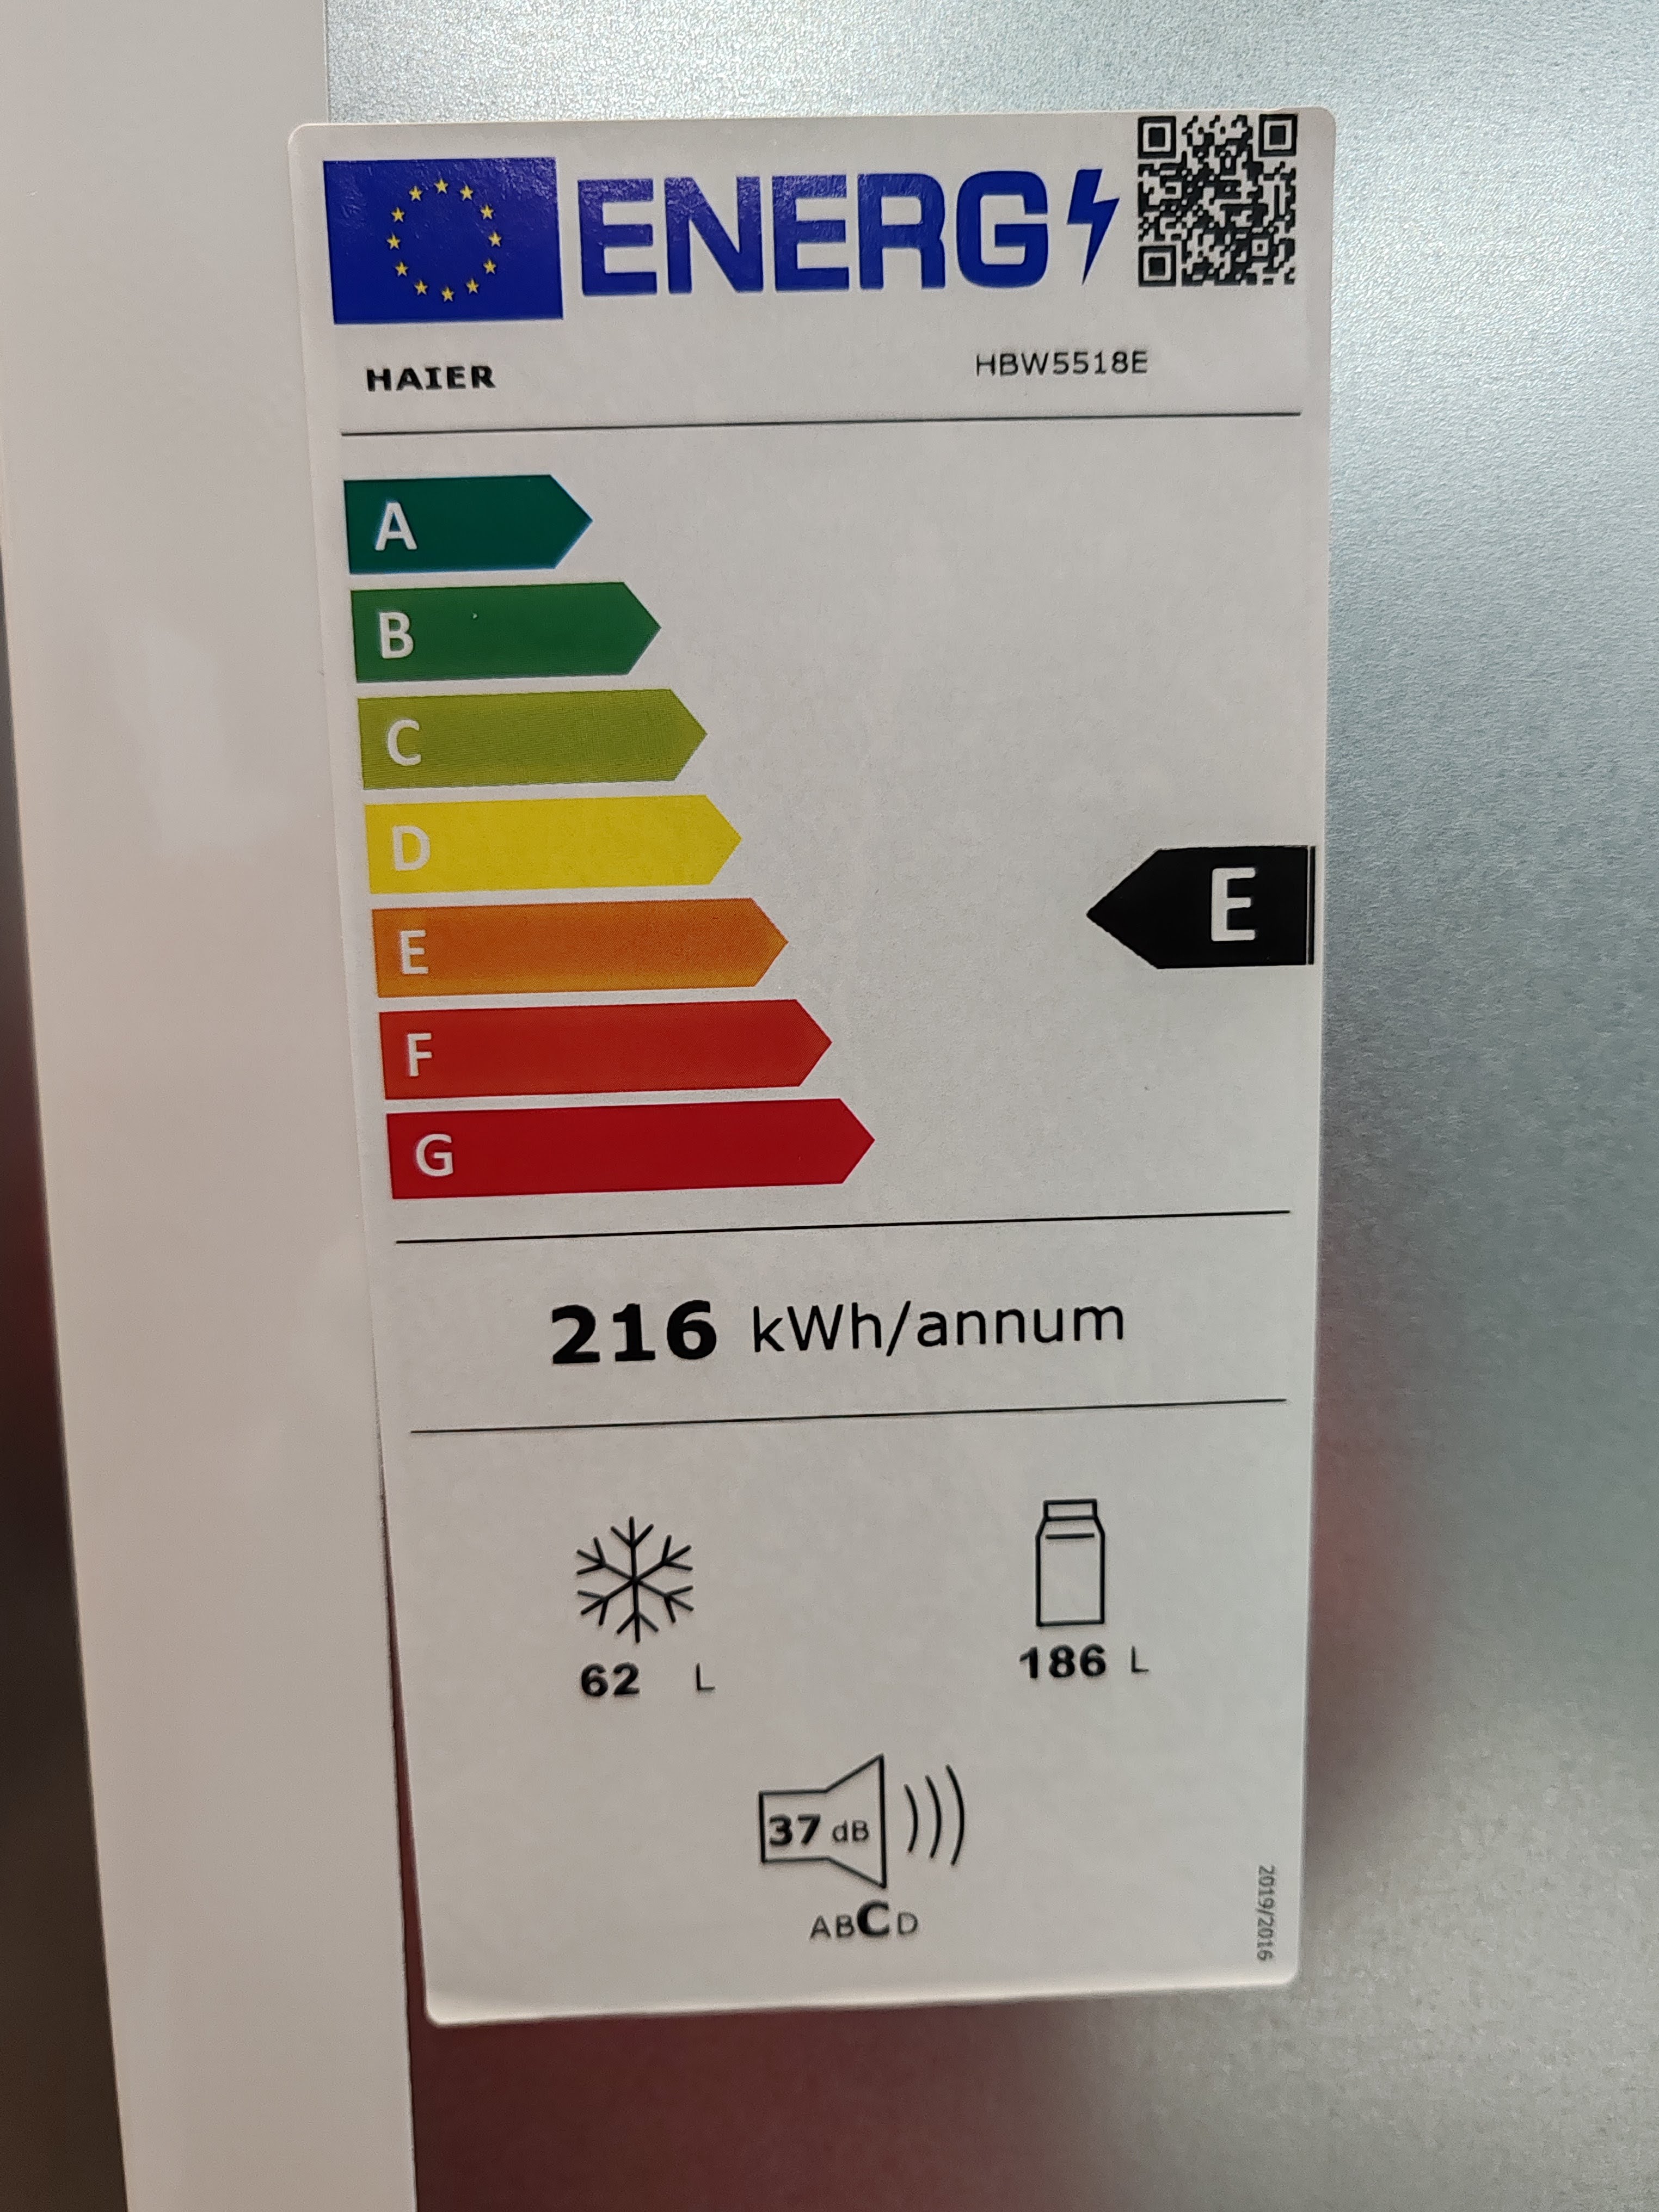 ENERG
HAIER HBW5518E
A
B
C
D
E
E
F
G
216 kWh/annum
62 L 186 L
37 dB
ABCD
2019/2016